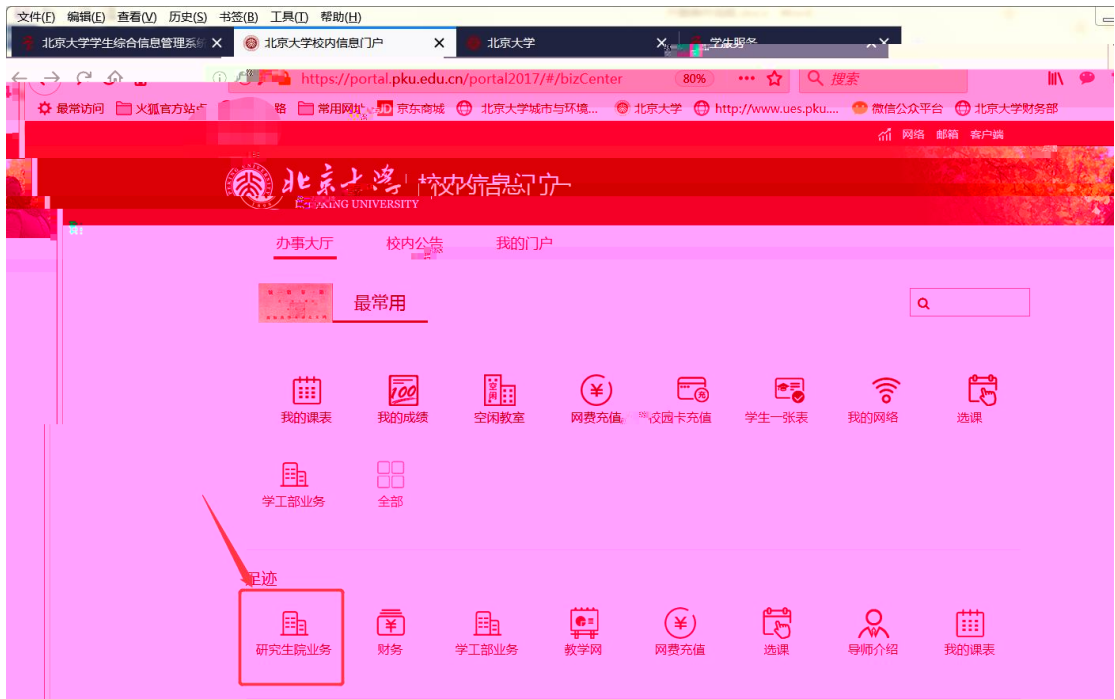 文件(F) 编辑(E) 查看(V) 历史(S) 书签(B) 工具(T) 帮助(H)
北京大学学生综合信息管理系统 北京大学校内信息门户 北京大学 学生服务
https://portal.pku.edu.cn/portal2017/#/bizCenter 80% 搜索
最常访问 火狐官方站点 常用网址 JD 京东商城 北京大学城市与环境... 北京大学 http://www.ues.pku.... 微信公众平台 北京大学财务部
网络 邮箱 客户端
北京大学 校内信息门户
UNIVERSITY
办事大厅 校内公告 我的门户
最常用
我的课表 我的成绩 空闲教室 网费充值 校园卡充值 学生一张表 我的网络 选课
学工部业务 全部
足迹
研究生院业务 财务 学工部业务 教学网 网费充值 选课 导师介绍 我的课表